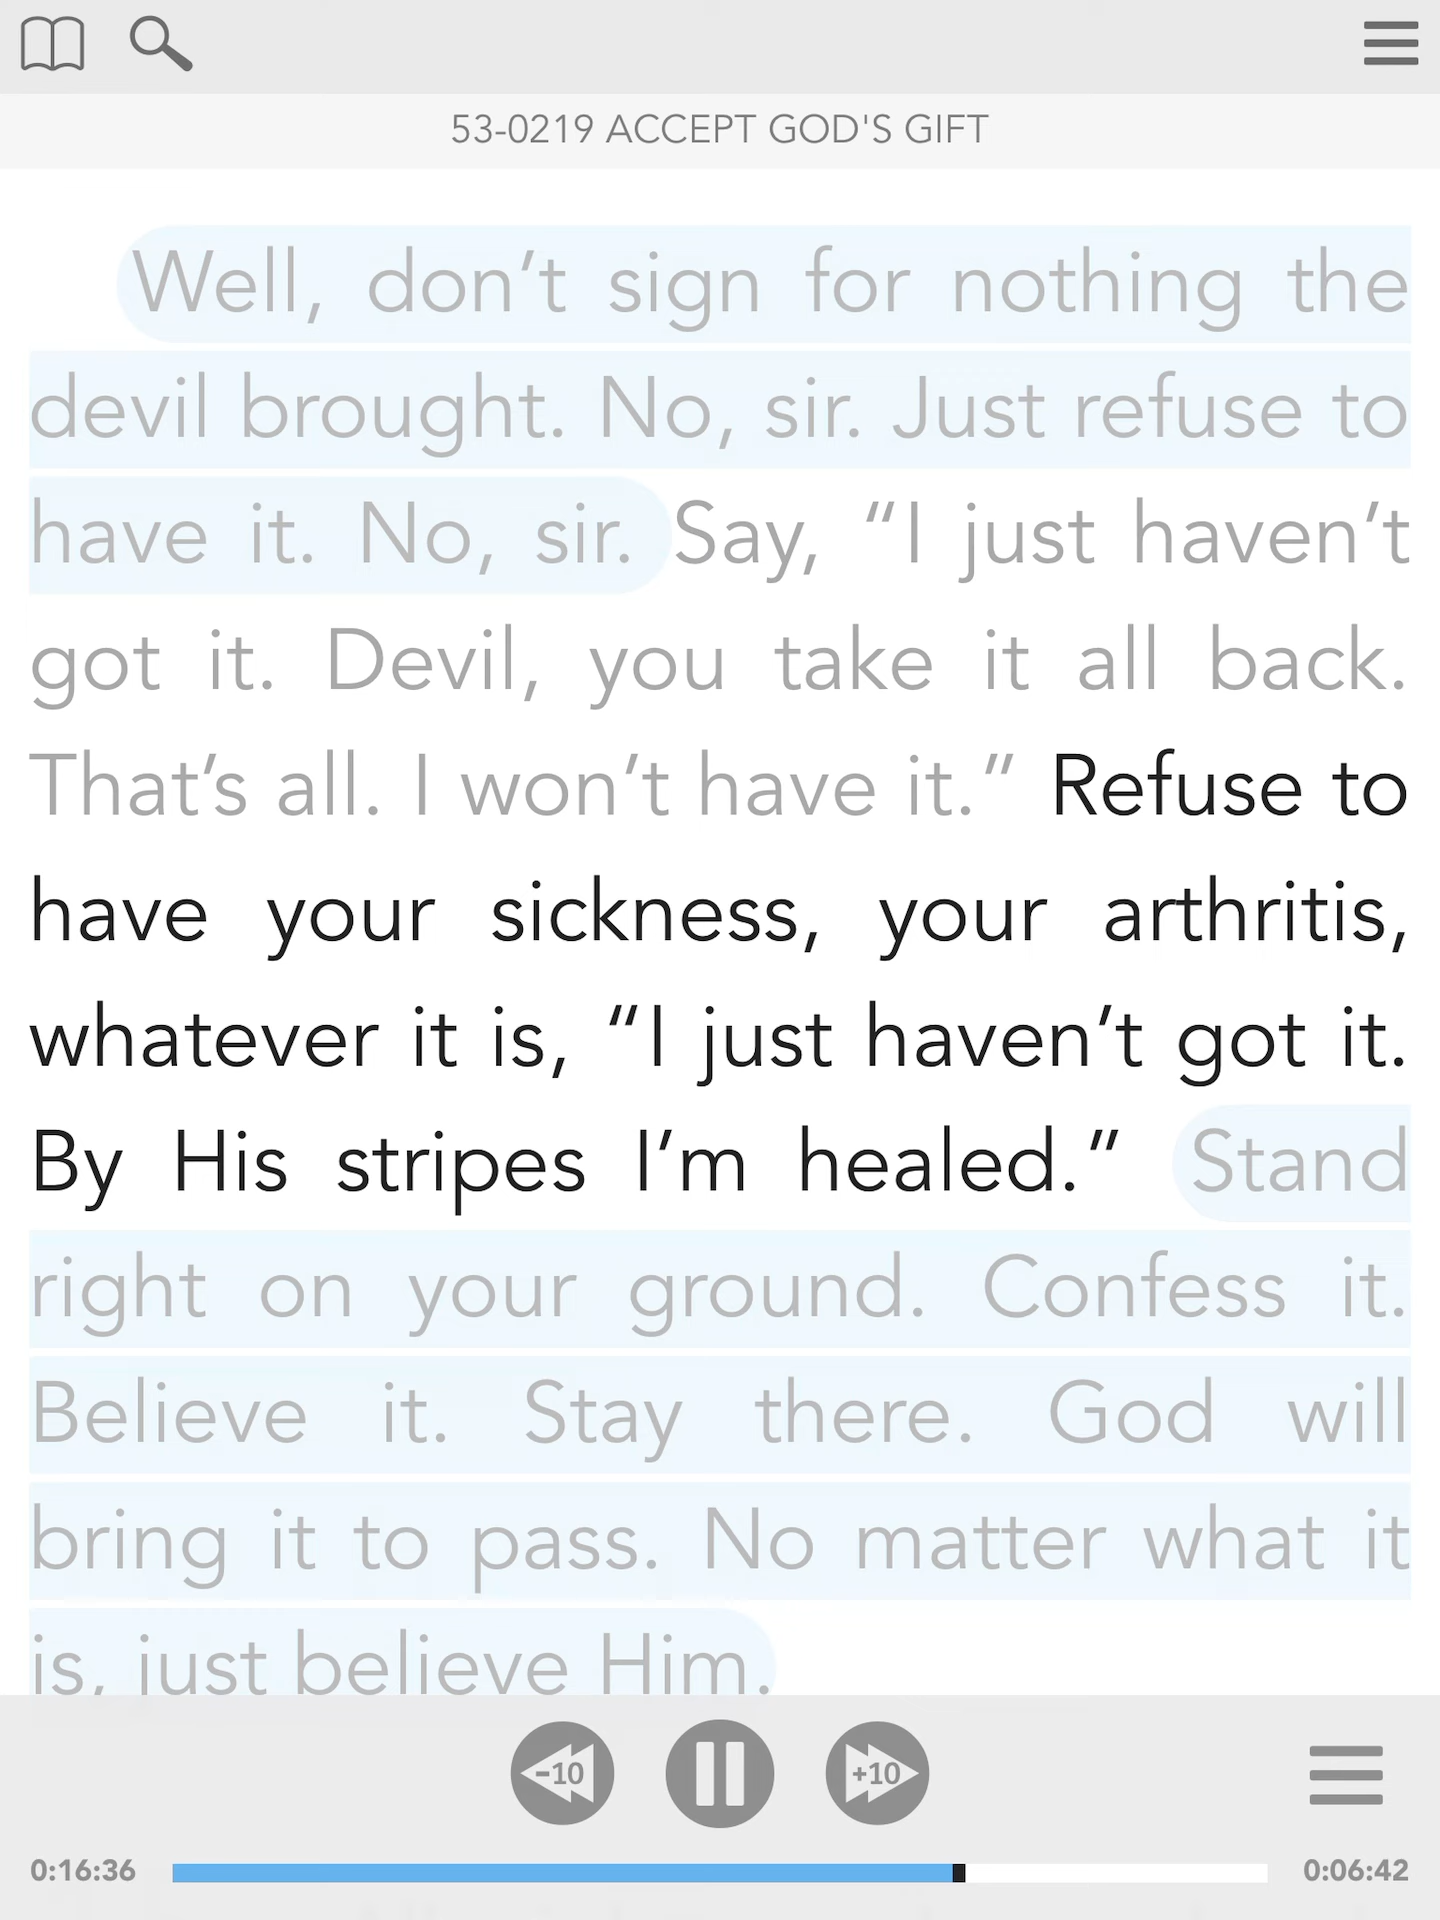 53-0219 ACCEPT GOD'S GIFT
Well, don’t sign for nothing the
devil brought. No, sir. Just refuse to
have it. No, sir. Say, “I just haven’t
got it. Devil, you take it all back.
That’s all. I won’t have it.” Refuse to
have your sickness, your arthritis,
whatever it is, “I just haven’t got it.
By His stripes I’m healed.” Stand
right on your ground. Confess it.
Believe it. Stay there. God will
bring it to pass. No matter what it
is, just believe Him.
-10 +10
0:16:36 0:06:42